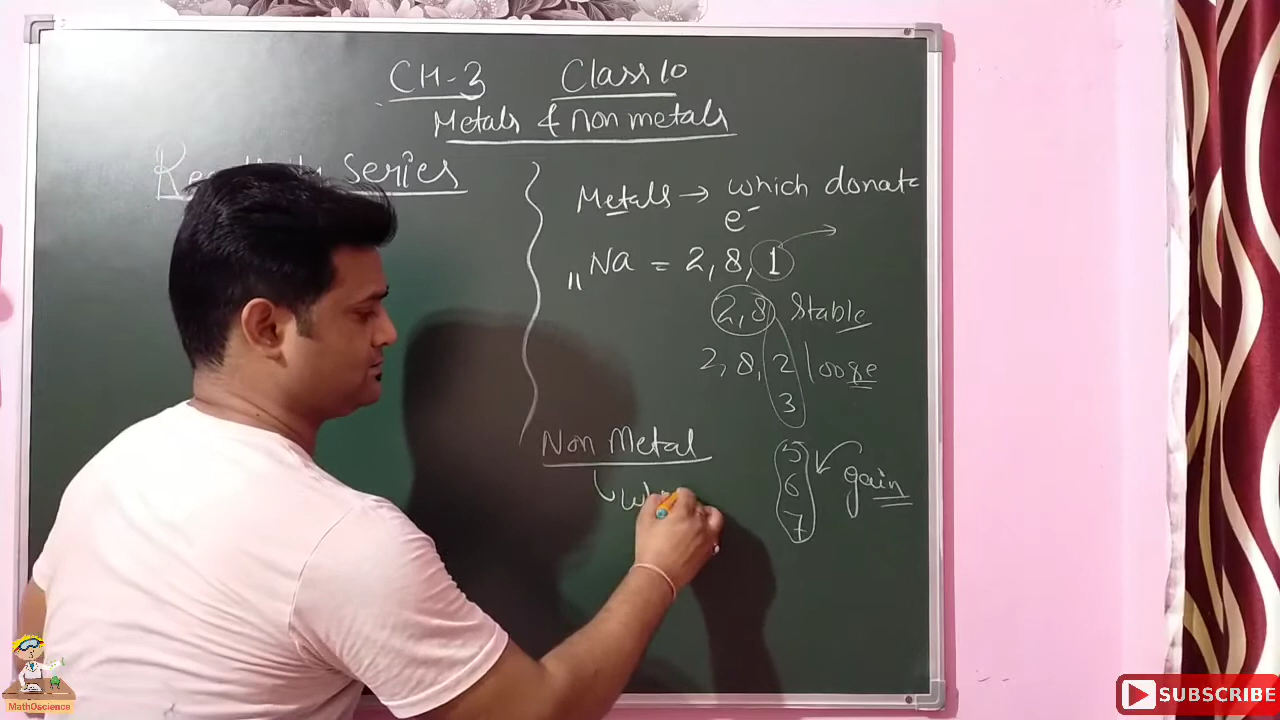 CH-3 Class 10
Metals & non metals
Series
Metals → which donate
e⁻
,, Na = 2, 8, 1
2, 8 stable
2, 8, 2 loose
3
Non Metal
5
6 gain
7
MathOscience
SUBSCRIBE